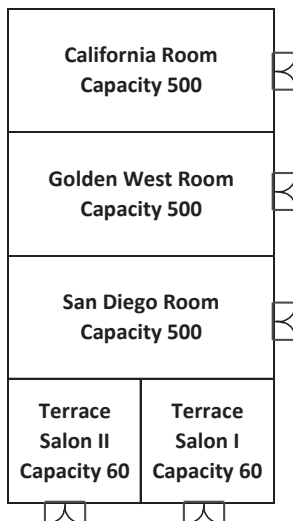 California Room
Capacity 500
Golden West Room
Capacity 500
San Diego Room
Capacity 500
Terrace
Salon II
Capacity 60
Terrace
Salon I
Capacity 60